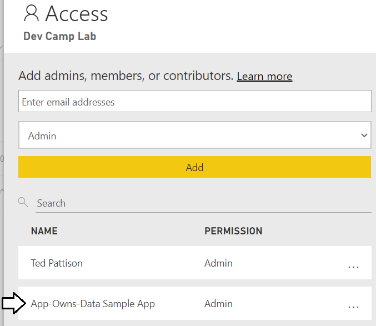 Access
Dev Camp Lab
Add admins, members, or contributors. Learn more
Enter email addresses
Admin
Add
Search
NAME PERMISSION
Ted Pattison Admin ...
App-Owns-Data Sample App Admin ...